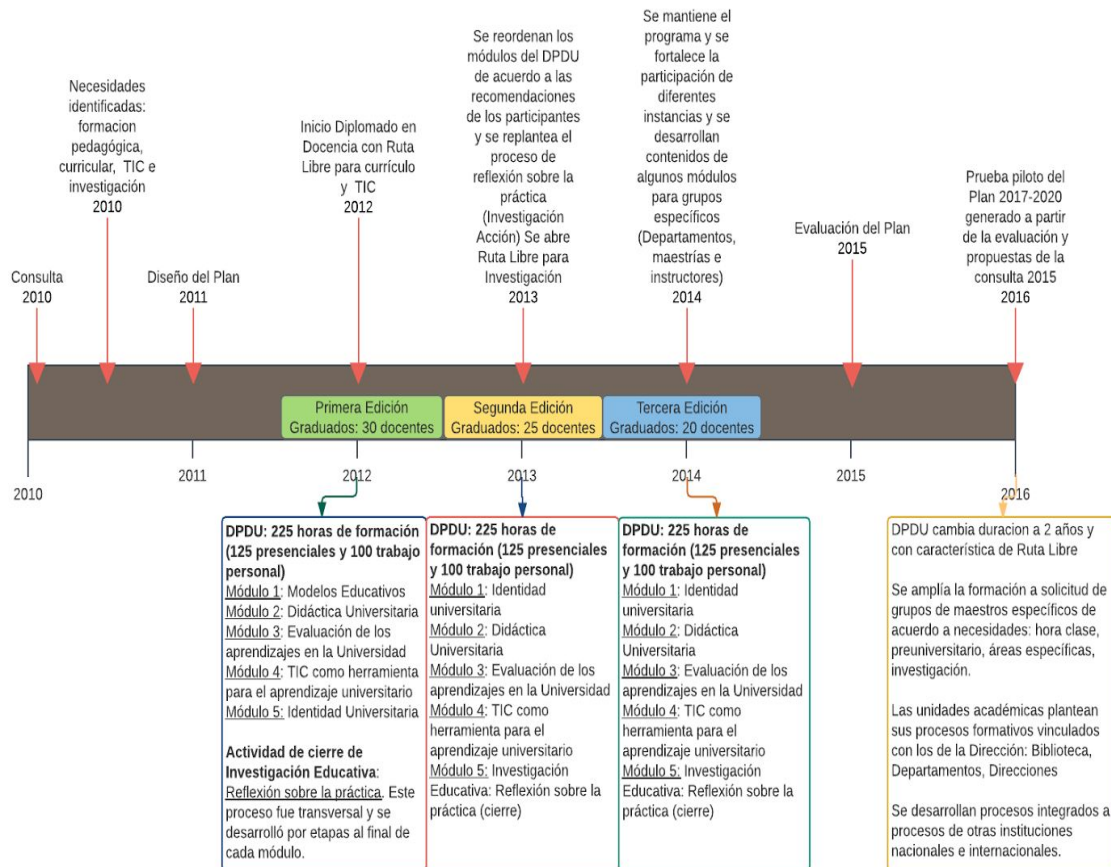 Consulta
2010
Necesidades
identificadas:
formacion
pedagógica,
curricular, TIC e
investigación
2010
Diseño del Plan
2011
Inicio Diplomado en
Docencia con Ruta
Libre para currículo
y TIC
2012
Se reordenan los
módulos del DPDU
de acuerdo a las
recomendaciones
de los participantes
y se replantea el
proceso de
reflexión sobre la
práctica
(Investigación
Acción) Se abre
Ruta Libre para
Investigación
2013
Se mantiene el
programa y se
fortalece la
participación de
diferentes
instancias y se
desarrollan
contenidos de
algunos módulos
para grupos
específicos
(Departamentos,
maestrías e
instructores)
2014
Evaluación del Plan
2015
Prueba piloto del
Plan 2017-2020
generado a partir
de la evaluación y
propuestas de la
consulta 2015
2016
Primera Edición
Graduados: 30 docentes
Segunda Edición
Graduados: 25 docentes
Tercera Edición
Graduados: 20 docentes
2010
2011
2012
2013
2014
2015
2016
DPDU: 225 horas de formación
(125 presenciales y 100 trabajo
personal)
Módulo 1: Modelos Educativos
Módulo 2: Didáctica Universitaria
Módulo 3: Evaluación de los
aprendizajes en la Universidad
Módulo 4: TIC como herramienta
para el aprendizaje universitario
Módulo 5: Identidad Universitaria
Actividad de cierre de
Investigación Educativa:
Reflexión sobre la práctica. Este
proceso fue transversal y se
desarrolló por etapas al final de
cada módulo.
DPDU: 225 horas de
formación (125 presenciales
y 100 trabajo personal)
Módulo 1: Identidad
universitaria
Módulo 2: Didáctica
Universitaria
Módulo 3: Evaluación de los
aprendizajes en la Universidad
Módulo 4: TIC como
herramienta para el
aprendizaje universitario
Módulo 5: Investigación
Educativa: Reflexión sobre la
práctica (cierre)
DPDU: 225 horas de
formación (125 presenciales
y 100 trabajo personal)
Módulo 1: Identidad
universitaria
Módulo 2: Didáctica
Universitaria
Módulo 3: Evaluación de los
aprendizajes en la Universidad
Módulo 4: TIC como
herramienta para el
aprendizaje universitario
Módulo 5: Investigación
Educativa: Reflexión sobre la
práctica (cierre)
DPDU cambia duracion a 2 años y
con característica de Ruta Libre
Se amplía la formación a solicitud de
grupos de maestros específicos de
acuerdo a necesidades: hora clase,
preuniversitario, áreas específicas,
investigación.
Las unidades académicas plantean
sus procesos formativos vinculados
con los de la Dirección: Biblioteca,
Departamentos, Direcciones
Se desarrollan procesos integrados a
procesos de otras instituciones
nacionales e internacionales.